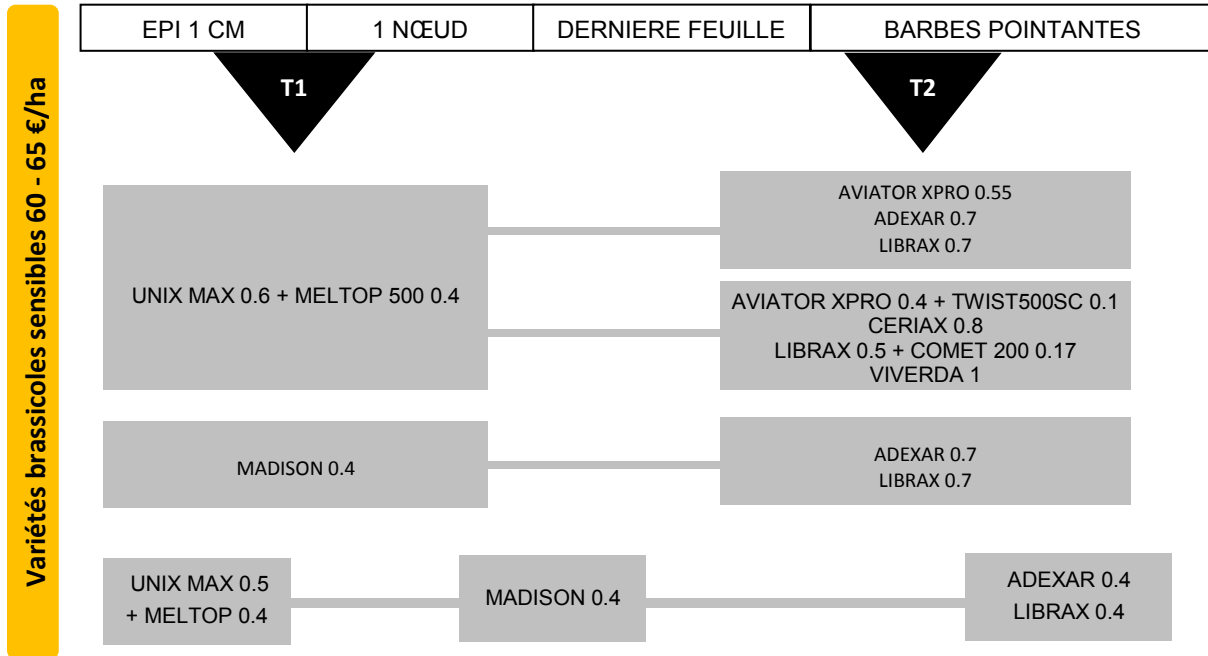 Variétés brassicoles sensibles 60 - 65 €/ha
EPI 1 CM
1 NŒUD
DERNIERE FEUILLE
BARBES POINTANTES
T1
T2
UNIX MAX 0.6 + MELTOP 500 0.4
AVIATOR XPRO 0.55
ADEXAR 0.7
LIBRAX 0.7
AVIATOR XPRO 0.4 + TWIST500SC 0.1
CERIAX 0.8
LIBRAX 0.5 + COMET 200 0.17
VIVERDA 1
MADISON 0.4
ADEXAR 0.7
LIBRAX 0.7
UNIX MAX 0.5
+ MELTOP 0.4
MADISON 0.4
ADEXAR 0.4
LIBRAX 0.4